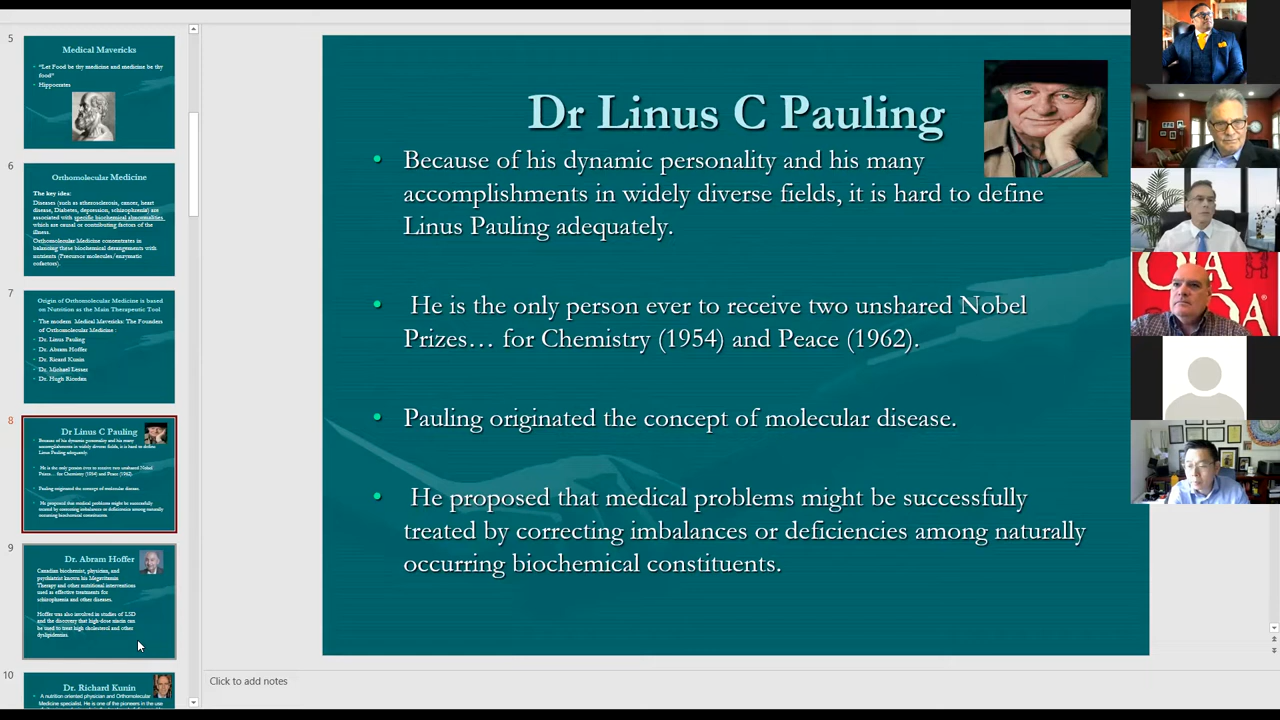 5
Medical Mavericks
"Let Food be thy madicine and medicine be thy
food"
Hippocrates
6
Orthomolecular Medicine
The key idea:
Diseases (such as atherosclerosis, cancer, heart
disease, Diabetes, depression, schizophrenia) are
associated with specific biochemical abnormalities
which are causal or contributing factors of the
illness.
Orthomolecular Medicine concentrates in
balancing these biochemical derangements with
nutrients (Precursor molecules/enzymatic
cofactors).
7
Origin of Orthomolecular Medicine is based
on Nutrition as the Main Therapeutic Tool
The modern Medical Mavericks: The Founders
of Orthomolecular Medicine :
Dr. Linus Pauling
Dr. Abram Hoffer
Dr. Ricard Kunin
Dr. Michael Lesser
Dr. Hugh Riordan
8
Dr Linus C Pauling
Because of his dynamic personality and his many
accomplishments in widely diverse fields, it is hard to define
Linus Pauling adequately.
He is the only person ever to receive two unshared Nobel
Prizes… for Chemistry (1954) and Peace (1962).
Pauling originated the concept of molecular disease.
He proposed that medical problems might be successfully
treated by correcting imbalances or deficiencies among naturally
occurring biochemical constituents.
9
Dr. Abram Hoffer
Canadian biochemist, physician, and
psychiatrist known his Megavitamin
Therapy and other nutritional interventions
used as effective treatments for
schizophrenia and other diseases.
Hoffer was also involved in studies of LSD
and the discovery that high-dose niacin can
be used to treat high cholesterol and other
dyslipidemias.
10
Dr. Richard Kunin
A nutrition oriented physician and Orthomolecular
Medicine specialist. He is one of the pioneers in the use
Dr Linus C Pauling
Because of his dynamic personality and his many
accomplishments in widely diverse fields, it is hard to define
Linus Pauling adequately.
He is the only person ever to receive two unshared Nobel
Prizes… for Chemistry (1954) and Peace (1962).
Pauling originated the concept of molecular disease.
He proposed that medical problems might be successfully
treated by correcting imbalances or deficiencies among naturally
occurring biochemical constituents.
Click to add notes